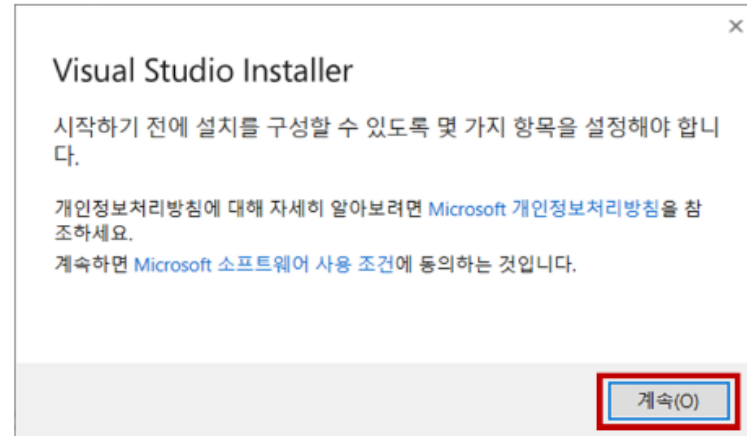 Visual Studio Installer
시작하기 전에 설치를 구성할 수 있도록 몇 가지 항목을 설정해야 합니
다.
개인정보처리방침에 대해 자세히 알아보려면 Microsoft 개인정보처리방침을 참
조하세요.
계속하면 Microsoft 소프트웨어 사용 조건에 동의하는 것입니다.
계속(O)